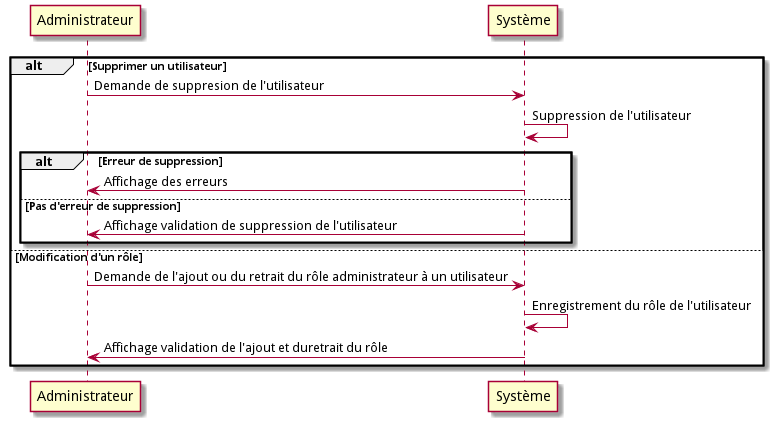 Administrateur
Système
alt
[Supprimer un utilisateur]
Demande de suppresion de l'utilisateur
Suppression de l'utilisateur
alt
[Erreur de suppression]
Affichage des erreurs
[Pas d'erreur de suppression]
Affichage validation de suppression de l'utilisateur
[Modification d'un rôle]
Demande de l'ajout ou du retrait du rôle administrateur à un utilisateur
Enregistrement du rôle de l'utilisateur
Affichage validation de l'ajout et duretrait du rôle
Administrateur
Système